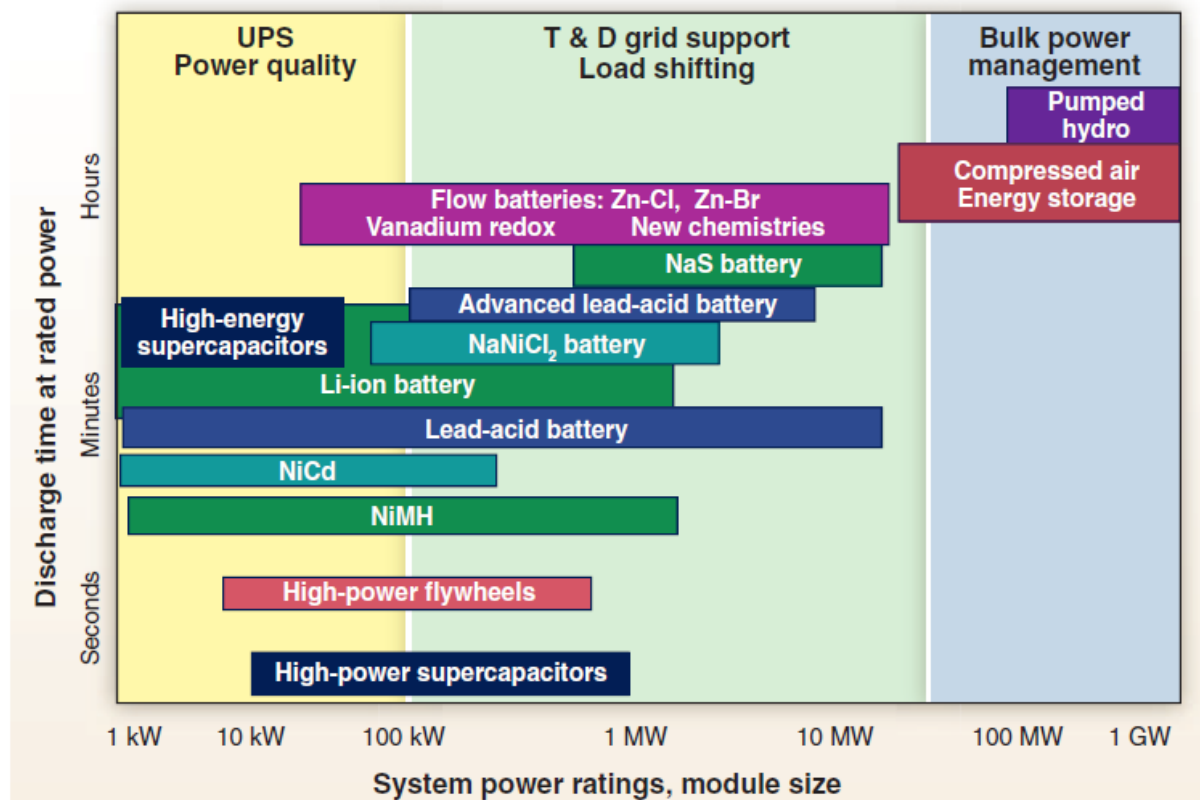 UPS
Power quality
T & D grid support
Load shifting
Bulk power
management
Pumped
hydro
Compressed air
Energy storage
Flow batteries: Zn-Cl, Zn-Br
Vanadium redox New chemistries
NaS battery
Advanced lead-acid battery
High-energy
supercapacitors
NaNiCl₂ battery
Li-ion battery
Lead-acid battery
NiCd
NiMH
High-power flywheels
High-power supercapacitors
Discharge time at rated power
Hours
Minutes
Seconds
1 kW 10 kW 100 kW 1 MW 10 MW 100 MW 1 GW
System power ratings, module size